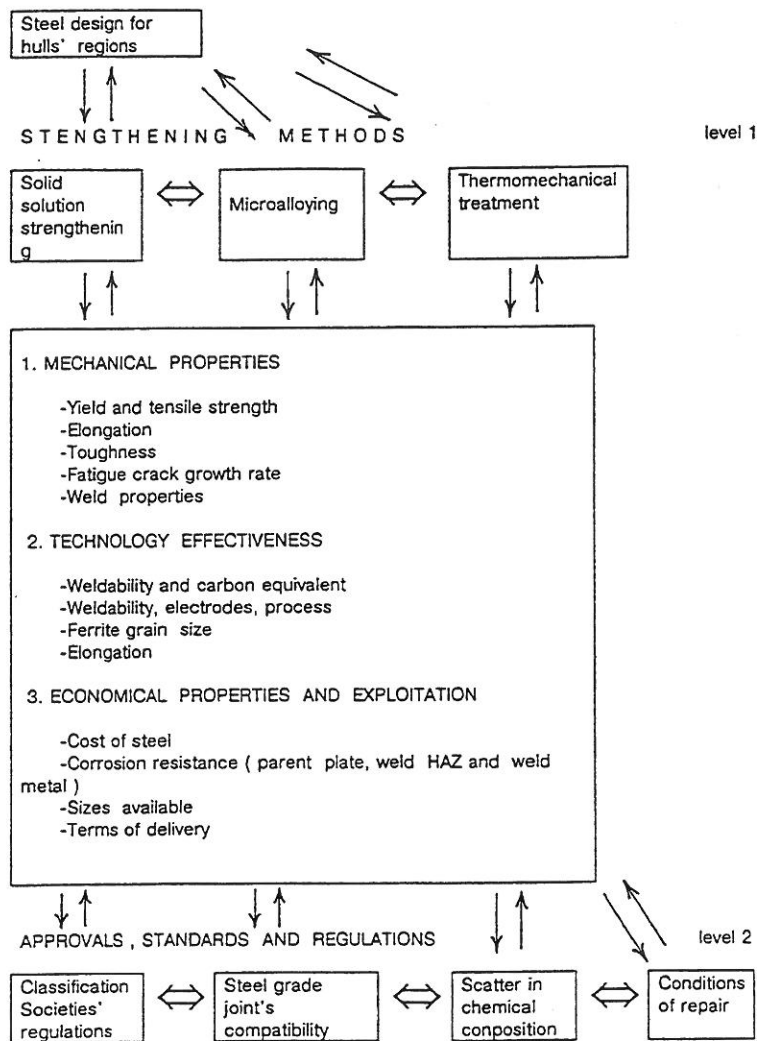 Steel design for
hulls' regions
STENGTHENING METHODS
level 1
Solid
solution
strengthenin
g
Microalloying
Thermomechanical
treatment
1. MECHANICAL PROPERTIES
-Yield and tensile strength
-Elongation
-Toughness
-Fatigue crack growth rate
-Weld properties
2. TECHNOLOGY EFFECTIVENESS
-Weldability and carbon equivalent
-Weldability, electrodes, process
-Ferrite grain size
-Elongation
3. ECONOMICAL PROPERTIES AND EXPLOITATION
-Cost of steel
-Corrosion resistance ( parent plate, weld HAZ and weld
metal )
-Sizes available
-Terms of delivery
APPROVALS , STANDARDS AND REGULATIONS
level 2
Classification
Societies'
regulations
Steel grade
joint's
compatibility
Scatter in
chemical
conposition
Conditions
of repair